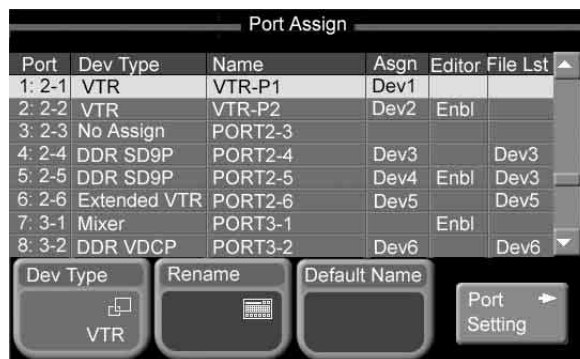 Port Assign
Port Dev Type Name Asgn Editor File Lst
1: 2-1 VTR VTR-P1 Dev1
2: 2-2 VTR VTR-P2 Dev2 Enbl
3: 2-3 No Assign PORT2-3
4: 2-4 DDR SD9P PORT2-4 Dev3 Dev3
5: 2-5 DDR SD9P PORT2-5 Dev4 Enbl Dev3
6: 2-6 Extended VTR PORT2-6 Dev5 Dev5
7: 3-1 Mixer PORT3-1 Enbl
8: 3-2 DDR VDCP PORT3-2 Dev6 Dev6
Dev Type Rename Default Name
Port
Setting
VTR